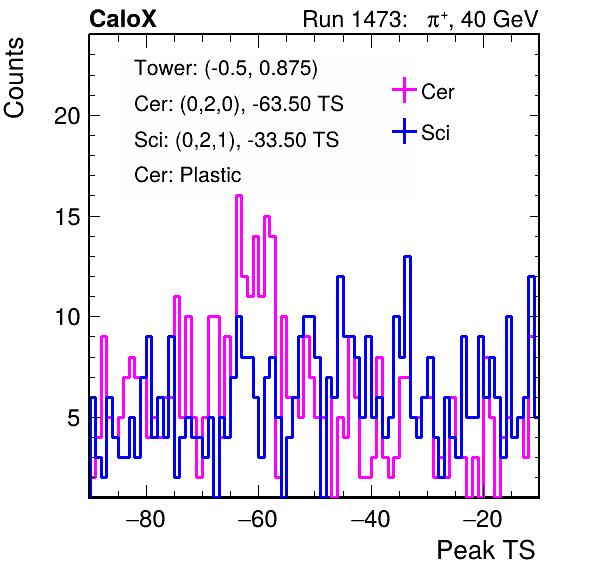 CaloX Run 1473: π⁺, 40 GeV
Counts
Tower: (-0.5, 0.875)
Cer: (0,2,0), -63.50 TS
Sci: (0,2,1), -33.50 TS
Cer: Plastic
Cer
Sci
20
15
10
5
−80 −60 −40 −20
Peak TS